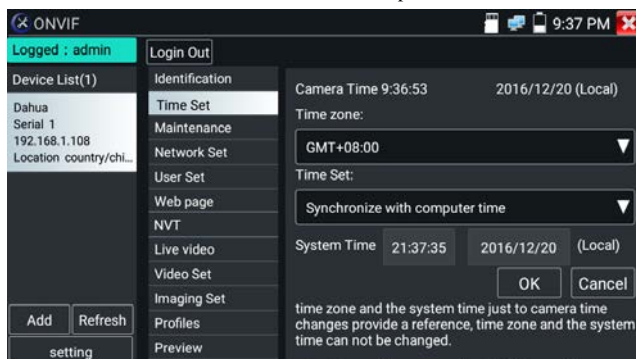 ONVIF
9:37 PM
Logged : admin
Login Out
Device List(1)
Dahua
Serial 1
192.168.1.108
Location country/chi...
Add
Refresh
setting
Identification
Time Set
Maintenance
Network Set
User Set
Web page
NVT
Live video
Video Set
Imaging Set
Profiles
Preview
Camera Time 9:36:53 2016/12/20 (Local)
Time zone:
GMT+08:00
Time Set:
Synchronize with computer time
System Time 21:37:35 2016/12/20 (Local)
OK Cancel
time zone and the system time just to camera time
changes provide a reference, time zone and the system
time can not be changed.